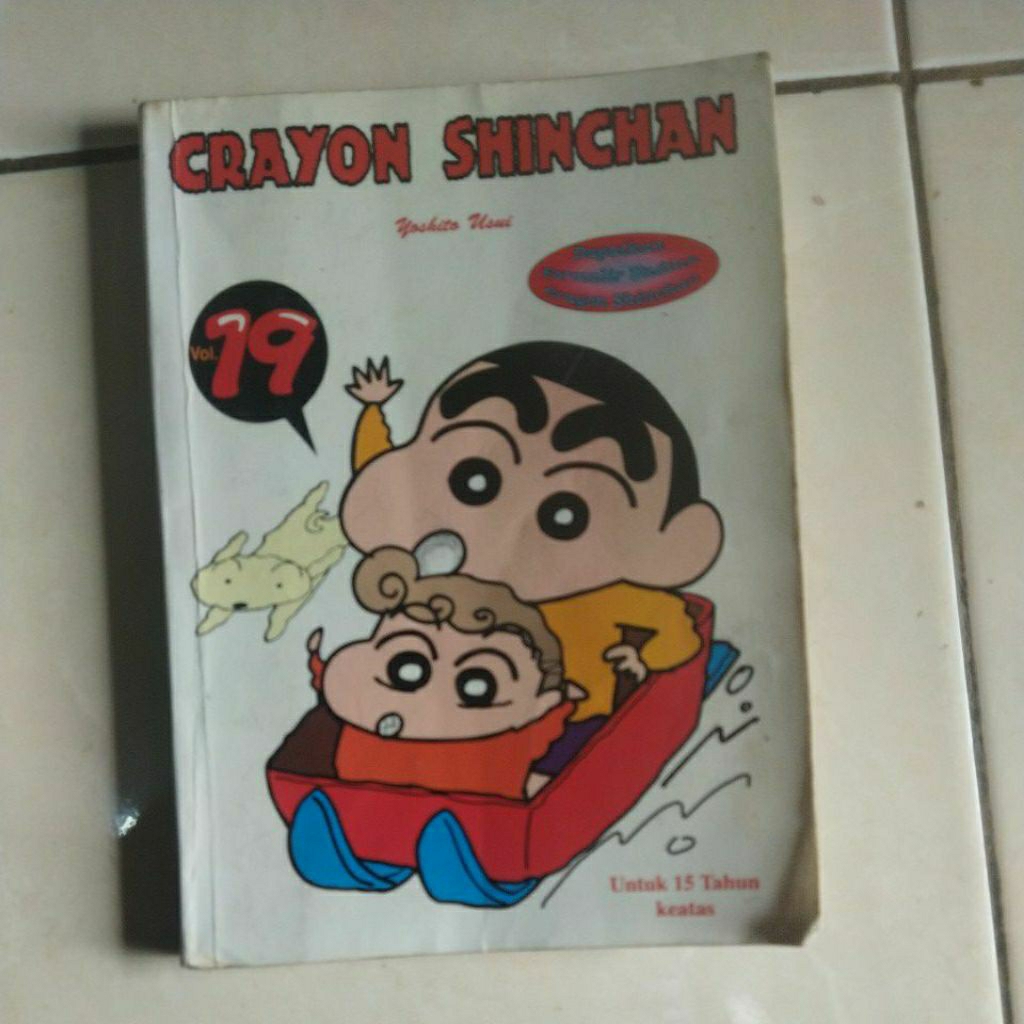 CRAYON SHINCHAN
Yoshito Usui
Vol. 19
Untuk 15 Tahun
keatas